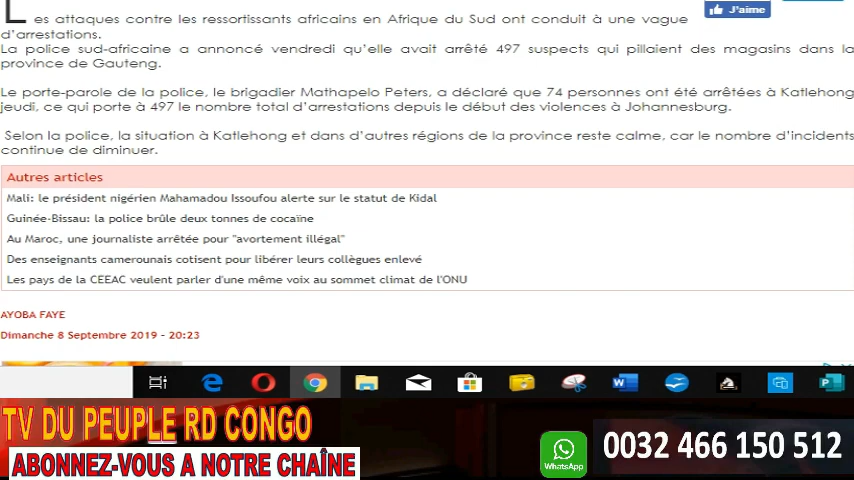 Les attaques contre les ressortissants africains en Afrique du Sud ont conduit à une vague
d'arrestations.
J'aime
La police sud-africaine a annoncé vendredi qu'elle avait arrêté 497 suspects qui pillaient des magasins dans la
province de Gauteng.
Le porte-parole de la police, le brigadier Mathapelo Peters, a déclaré que 74 personnes ont été arrêtées à Katlehong
jeudi, ce qui porte à 497 le nombre total d'arrestations depuis le début des violences à Johannesburg.
Selon la police, la situation à Katlehong et dans d'autres régions de la province reste calme, car le nombre d'incidents
continue de diminuer.
Autres articles
Mali: le président nigérien Mahamadou Issoufou alerte sur le statut de Kidal
Guinée-Bissau: la police brûle deux tonnes de cocaïne
Au Maroc, une journaliste arrêtée pour "avortement illégal"
Des enseignants camerounais cotisent pour libérer leurs collègues enlevé
Les pays de la CEEAC veulent parler d'une même voix au sommet climat de l'ONU
AYOBA FAYE
Dimanche 8 Septembre 2019 - 20:23
TV DU PEUPLE RD CONGO
ABONNEZ-VOUS A NOTRE CHAÎNE
WhatsApp
0032 466 150 512